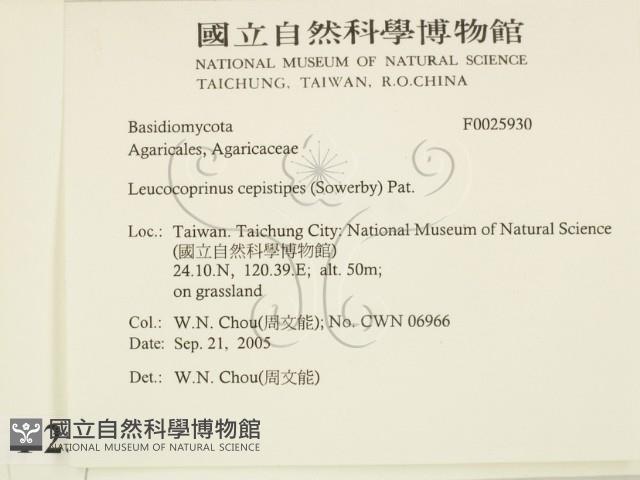 國立自然科學博物館
NATIONAL MUSEUM OF NATURAL SCIENCE
TAICHUNG, TAIWAN, R.O.CHINA
Basidiomycota F0025930
Agaricales, Agaricaceae
Leucocoprinus cepistipes (Sowerby) Pat.
Loc.: Taiwan. Taichung City: National Museum of Natural Science
(國立自然科學博物館)
24.10.N, 120.39.E; alt. 50m;
on grassland
Col.: W.N. Chou(周文能); No. CWN 06966
Date: Sep. 21, 2005
Det.: W.N. Chou(周文能)
國立自然科學博物館
NATIONAL MUSEUM OF NATURAL SCIENCE